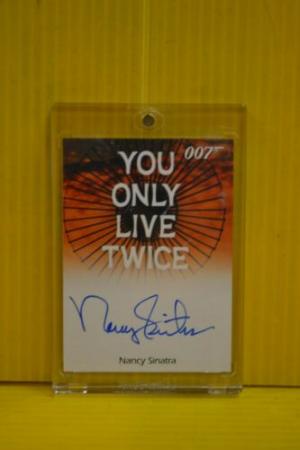 007
YOU
ONLY
LIVE
TWICE
Nancy Sinatra
Nancy Sinatra